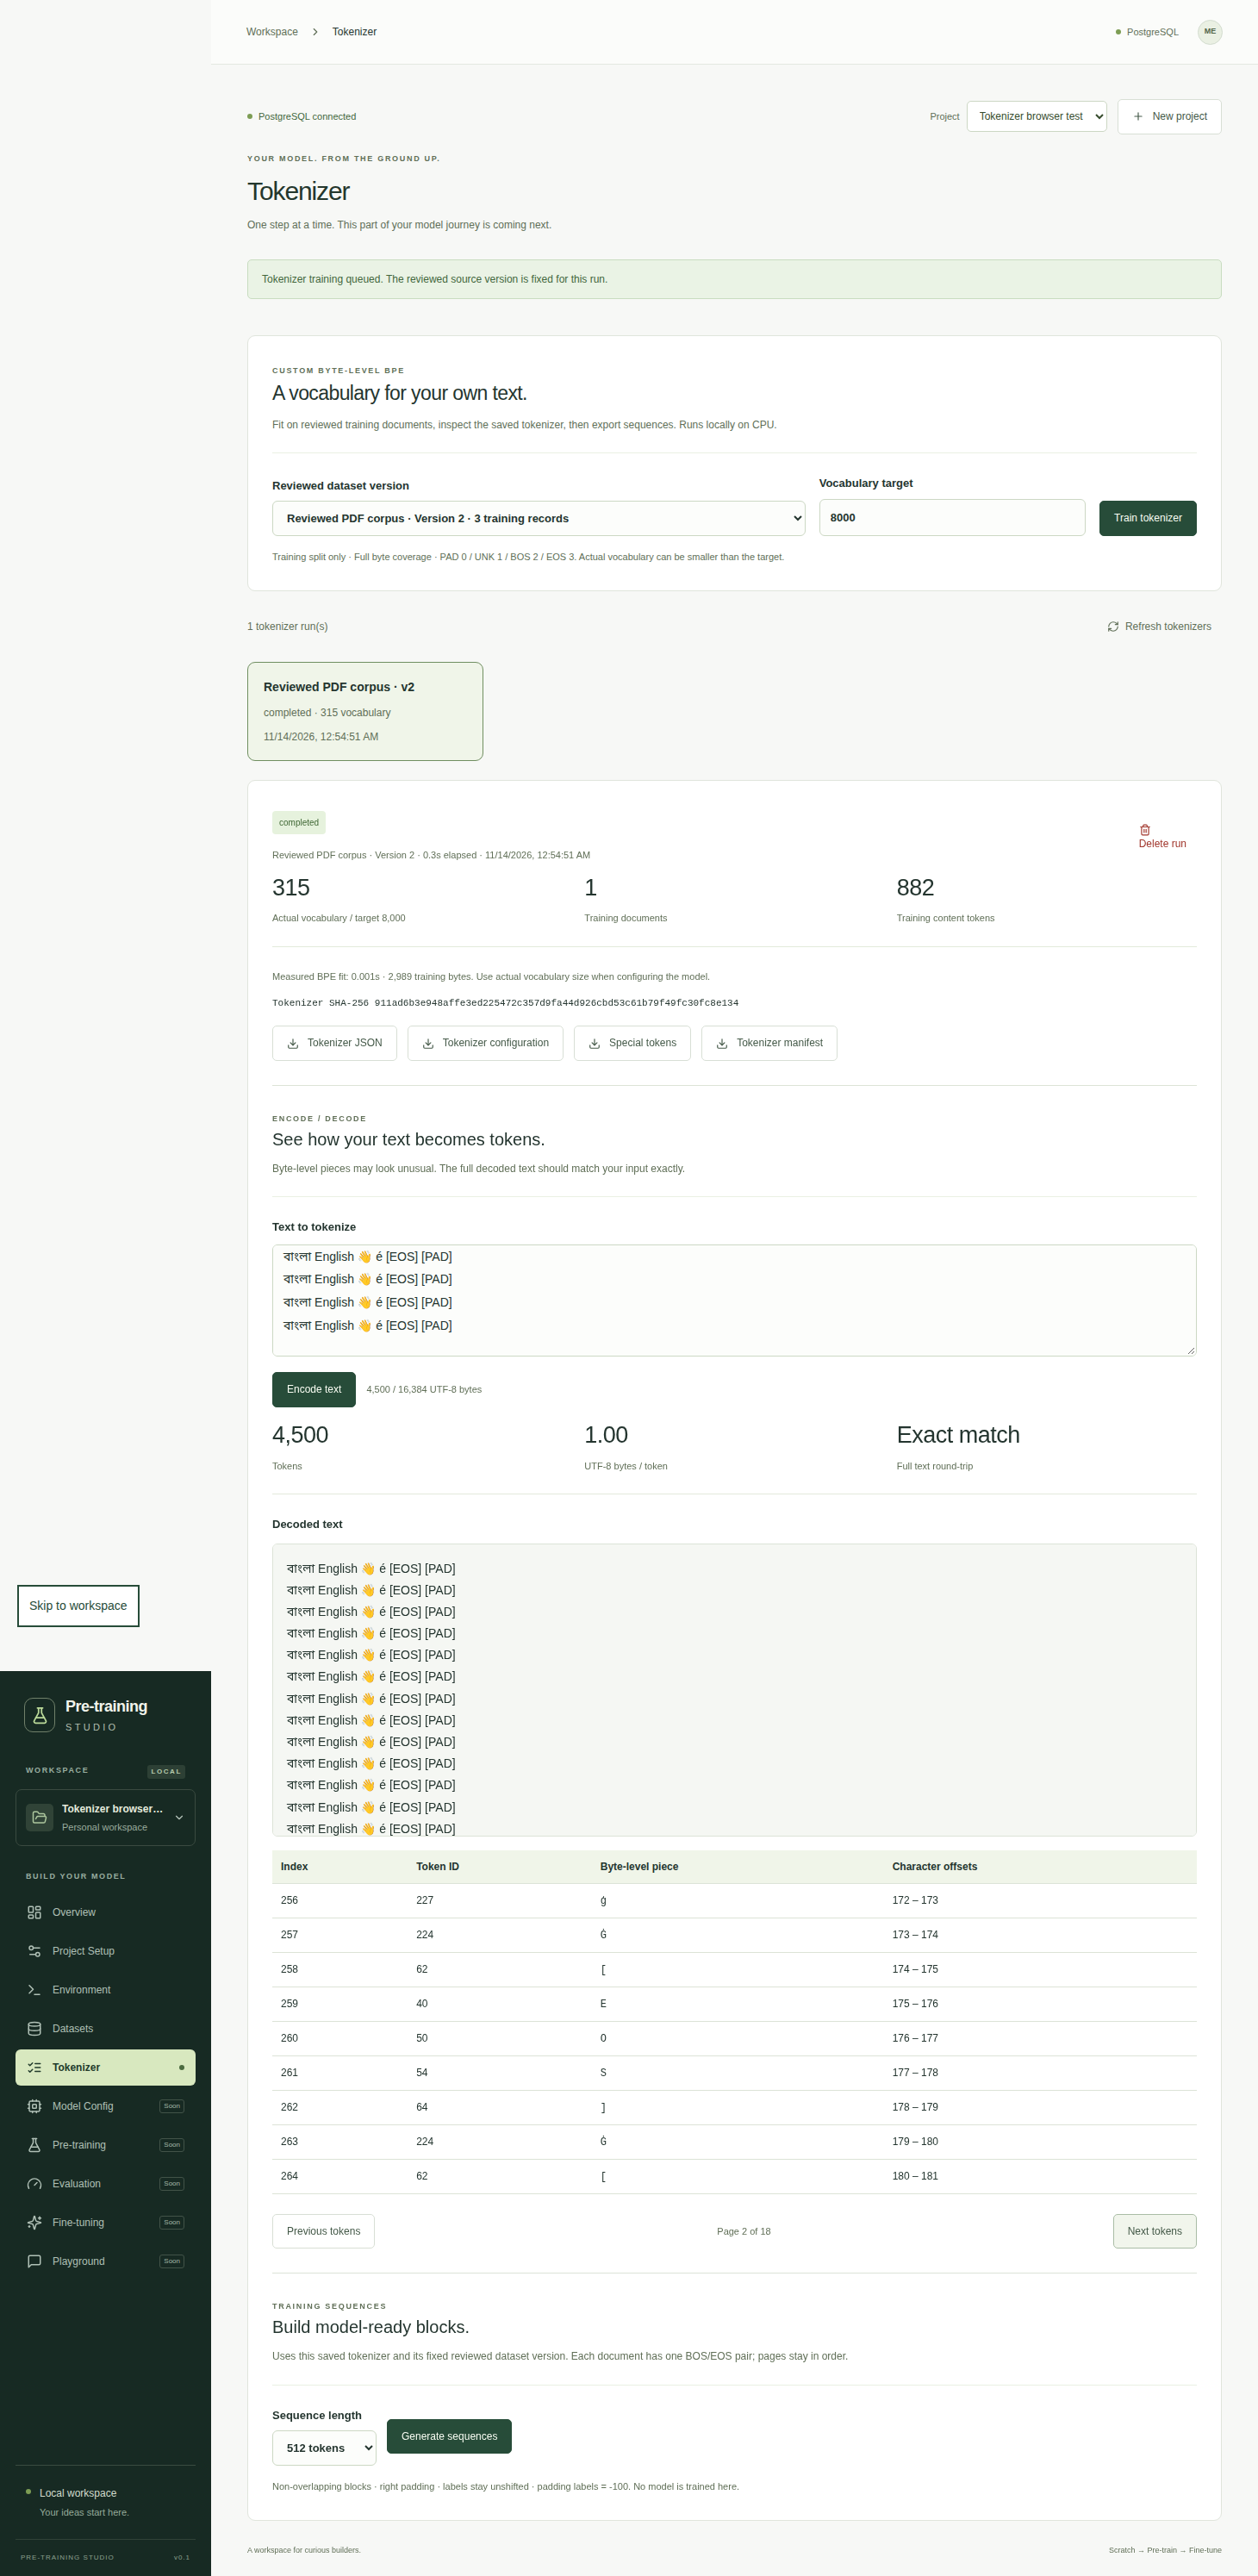 Workspace > Tokenizer
PostgreSQL
ME
PostgreSQL connected
Project
Tokenizer browser test
New project
YOUR MODEL. FROM THE GROUND UP.
Tokenizer
One step at a time. This part of your model journey is coming next.
Tokenizer training queued. The reviewed source version is fixed for this run.
CUSTOM BYTE-LEVEL BPE
A vocabulary for your own text.
Fit on reviewed training documents, inspect the saved tokenizer, then export sequences. Runs locally on CPU.
Reviewed dataset version
Vocabulary target
Reviewed PDF corpus · Version 2 · 3 training records
8000
Train tokenizer
Training split only · Full byte coverage · PAD 0 / UNK 1 / BOS 2 / EOS 3. Actual vocabulary can be smaller than the target.
1 tokenizer run(s)
Refresh tokenizers
Reviewed PDF corpus · v2
completed · 315 vocabulary
11/14/2026, 12:54:51 AM
completed
Delete run
Reviewed PDF corpus · Version 2 · 0.3s elapsed · 11/14/2026, 12:54:51 AM
315
1
882
Actual vocabulary / target 8,000
Training documents
Training content tokens
Measured BPE fit: 0.001s · 2,989 training bytes. Use actual vocabulary size when configuring the model.
Tokenizer SHA-256 911ad6b3e948affe3ed225472c357d9fa44d926cbd53c61b79f49fc30fc8e134
Tokenizer JSON
Tokenizer configuration
Special tokens
Tokenizer manifest
ENCODE / DECODE
See how your text becomes tokens.
Byte-level pieces may look unusual. The full decoded text should match your input exactly.
Text to tokenize
বাংলা English 👋 é [EOS] [PAD]
বাংলা English 👋 é [EOS] [PAD]
বাংলা English 👋 é [EOS] [PAD]
বাংলা English 👋 é [EOS] [PAD]
Encode text
4,500 / 16,384 UTF-8 bytes
4,500
1.00
Exact match
Tokens
UTF-8 bytes / token
Full text round-trip
Decoded text
বাংলা English 👋 é [EOS] [PAD]
বাংলা English 👋 é [EOS] [PAD]
বাংলা English 👋 é [EOS] [PAD]
বাংলা English 👋 é [EOS] [PAD]
বাংলা English 👋 é [EOS] [PAD]
বাংলা English 👋 é [EOS] [PAD]
বাংলা English 👋 é [EOS] [PAD]
বাংলা English 👋 é [EOS] [PAD]
বাংলা English 👋 é [EOS] [PAD]
বাংলা English 👋 é [EOS] [PAD]
বাংলা English 👋 é [EOS] [PAD]
বাংলা English 👋 é [EOS] [PAD]
বাংলা English 👋 é [EOS] [PAD]
Index Token ID Byte-level piece Character offsets
256 227 ģ 172 – 173
257 224 Ġ 173 – 174
258 62 [ 174 – 175
259 40 E 175 – 176
260 50 O 176 – 177
261 54 S 177 – 178
262 64 ] 178 – 179
263 224 Ġ 179 – 180
264 62 [ 180 – 181
Previous tokens
Page 2 of 18
Next tokens
TRAINING SEQUENCES
Build model-ready blocks.
Uses this saved tokenizer and its fixed reviewed dataset version. Each document has one BOS/EOS pair; pages stay in order.
Sequence length
512 tokens
Generate sequences
Non-overlapping blocks · right padding · labels stay unshifted · padding labels = -100. No model is trained here.
A workspace for curious builders.
Scratch → Pre-train → Fine-tune
Skip to workspace
Pre-training
STUDIO
WORKSPACE
LOCAL
Tokenizer browser…
Personal workspace
BUILD YOUR MODEL
Overview
Project Setup
Environment
Datasets
Tokenizer
Model Config Soon
Pre-training Soon
Evaluation Soon
Fine-tuning Soon
Playground Soon
Local workspace
Your ideas start here.
PRE-TRAINING STUDIO
v0.1